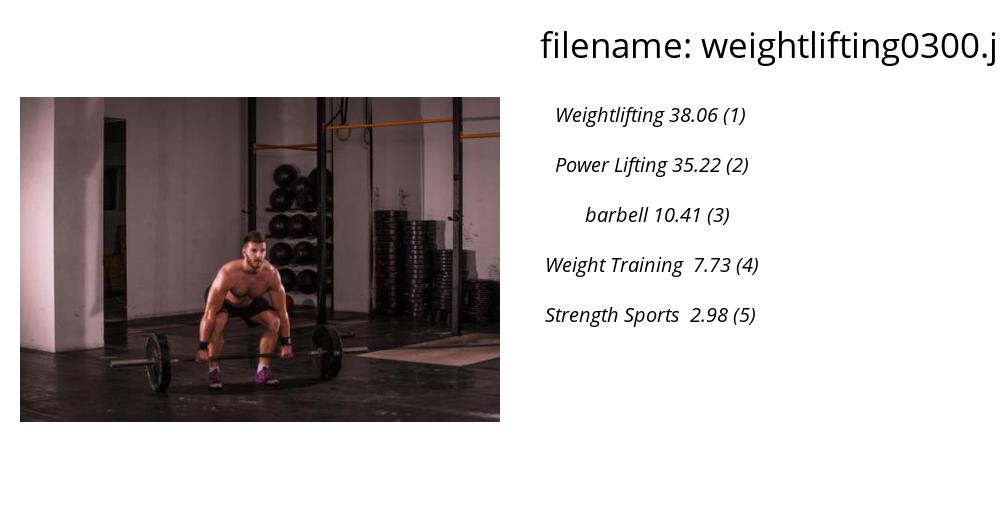 filename: weightlifting0300.j
Weightlifting 38.06 (1)
Power Lifting 35.22 (2)
barbell 10.41 (3)
Weight Training 7.73 (4)
Strength Sports 2.98 (5)